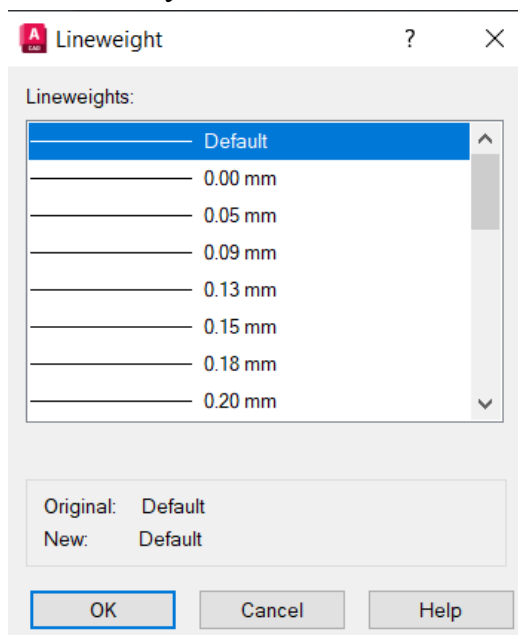 A CAD Lineweight ? ×
Lineweights:
Default
0.00 mm
0.05 mm
0.09 mm
0.13 mm
0.15 mm
0.18 mm
0.20 mm
Original: Default
New: Default
OK Cancel Help